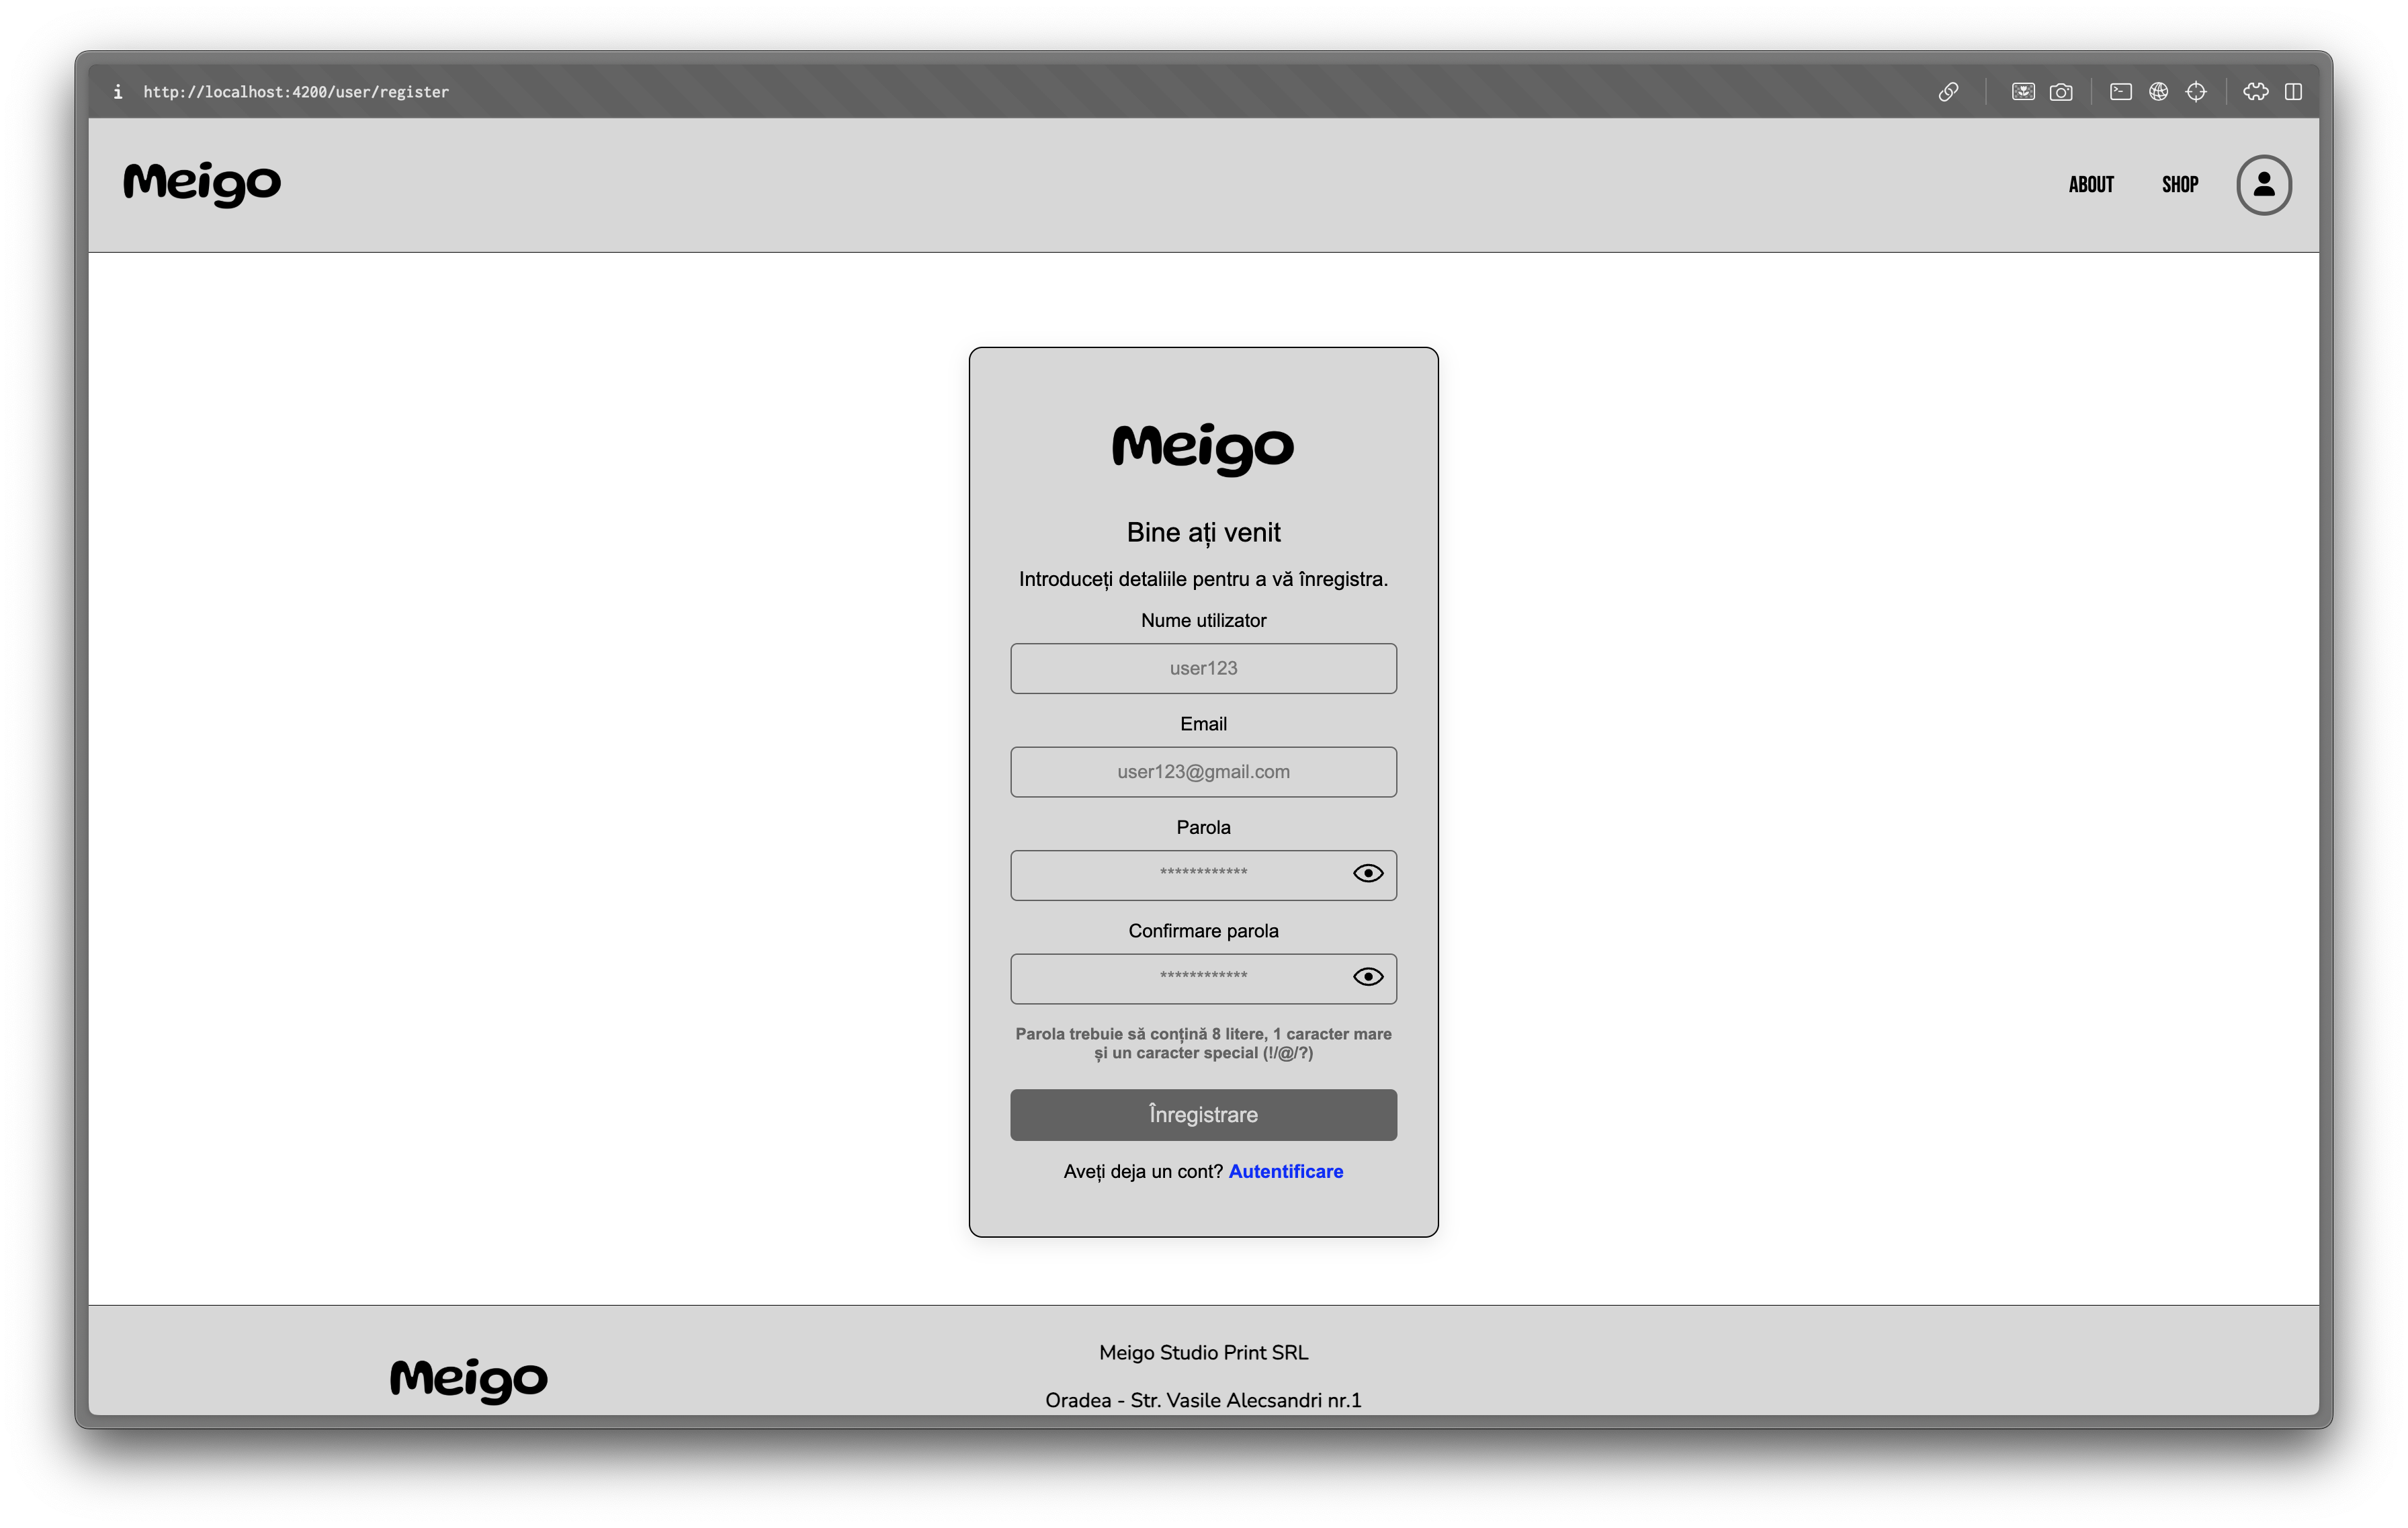 http://localhost:4200/user/register
Meigo
ABOUT
SHOP
Meigo
Bine ați venit
Introduceți detaliile pentru a vă înregistra.
Nume utilizator
user123
Email
user123@gmail.com
Parola
************
Confirmare parola
************
Parola trebuie să conțină 8 litere, 1 caracter mare
și un caracter special (!/@/?)
Înregistrare
Aveți deja un cont? Autentificare
Meigo
Meigo Studio Print SRL
Oradea - Str. Vasile Alecsandri nr.1